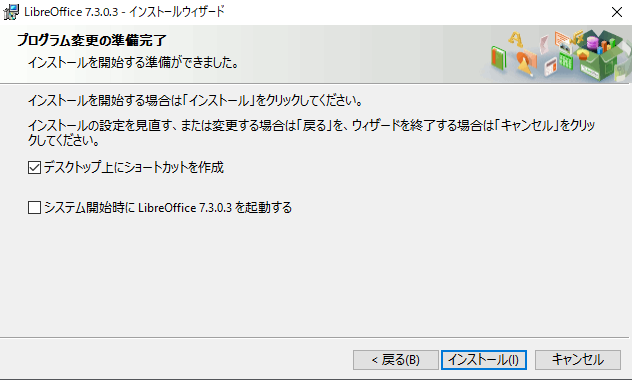 LibreOffice 7.3.0.3 - インストールウィザード
プログラム変更の準備完了
インストールを開始する準備ができました。
インストールを開始する場合は「インストール」をクリックしてください。
インストールの設定を見直す、または変更する場合は「戻る」を、ウィザードを終了する場合は「キャンセル」をクリッ
クしてください。
デスクトップ上にショートカットを作成
システム開始時に LibreOffice 7.3.0.3 を起動する
< 戻る(B)
インストール(I)
キャンセル